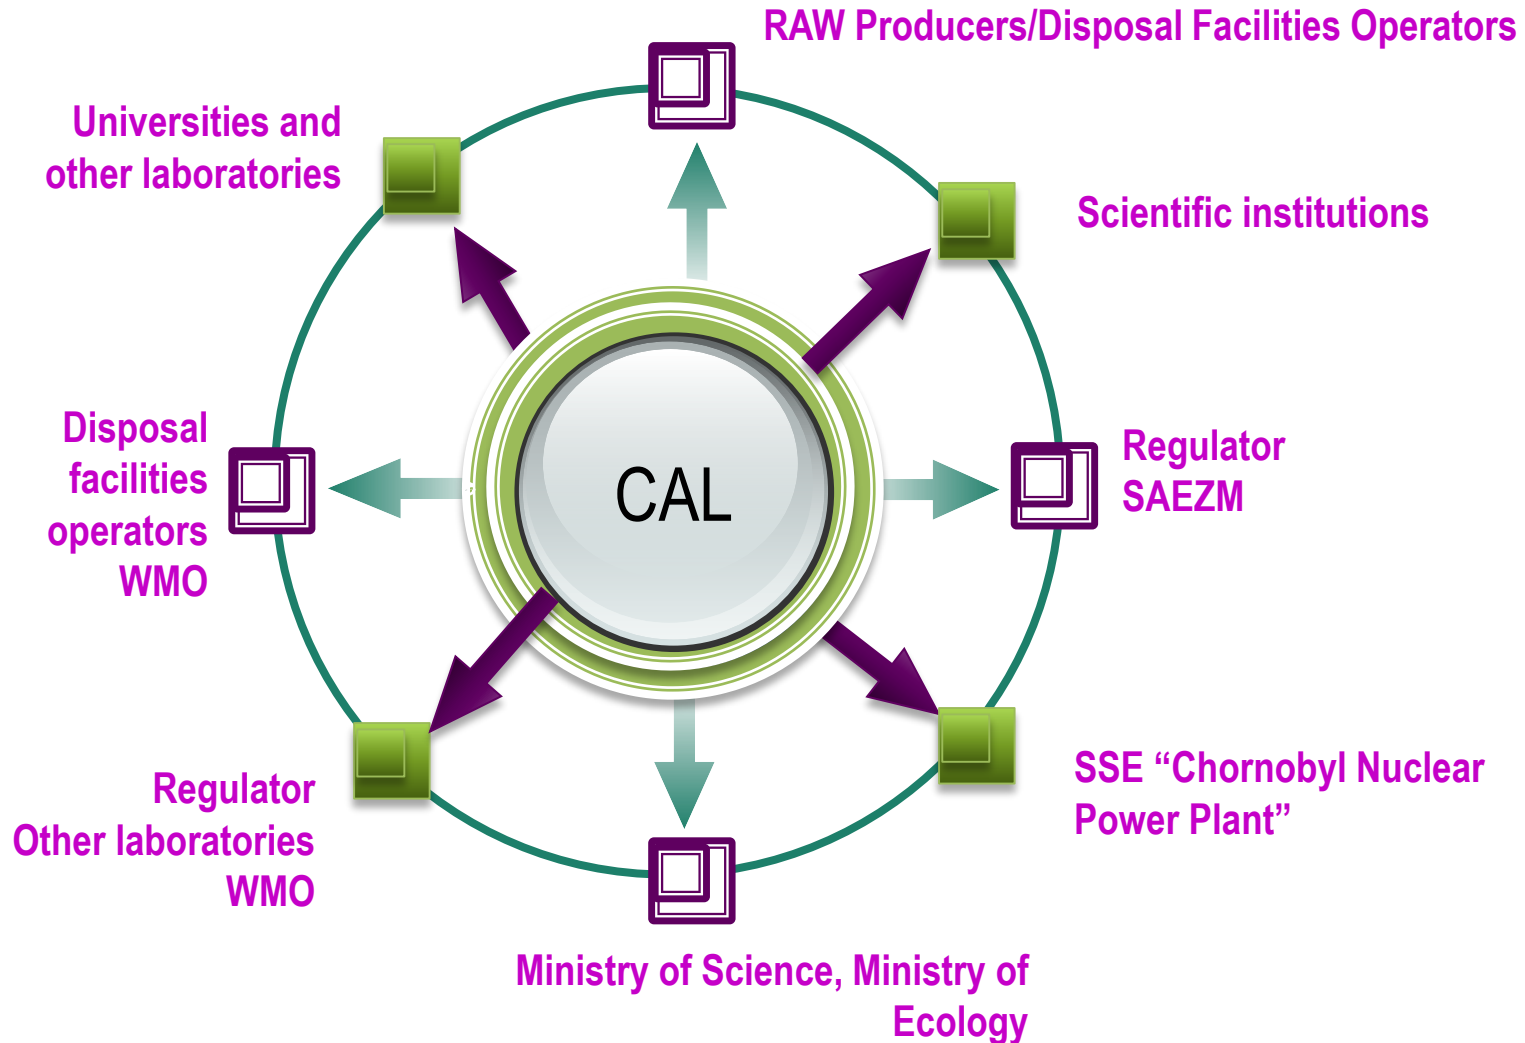 RAW Producers/Disposal Facilities Operators
Universities and
other laboratories
Scientific institutions
Disposal
facilities
operators
WMO
CAL
Regulator
SAEZM
Regulator
Other laboratories
WMO
SSE “Chornobyl Nuclear
Power Plant”
Ministry of Science, Ministry of
Ecology